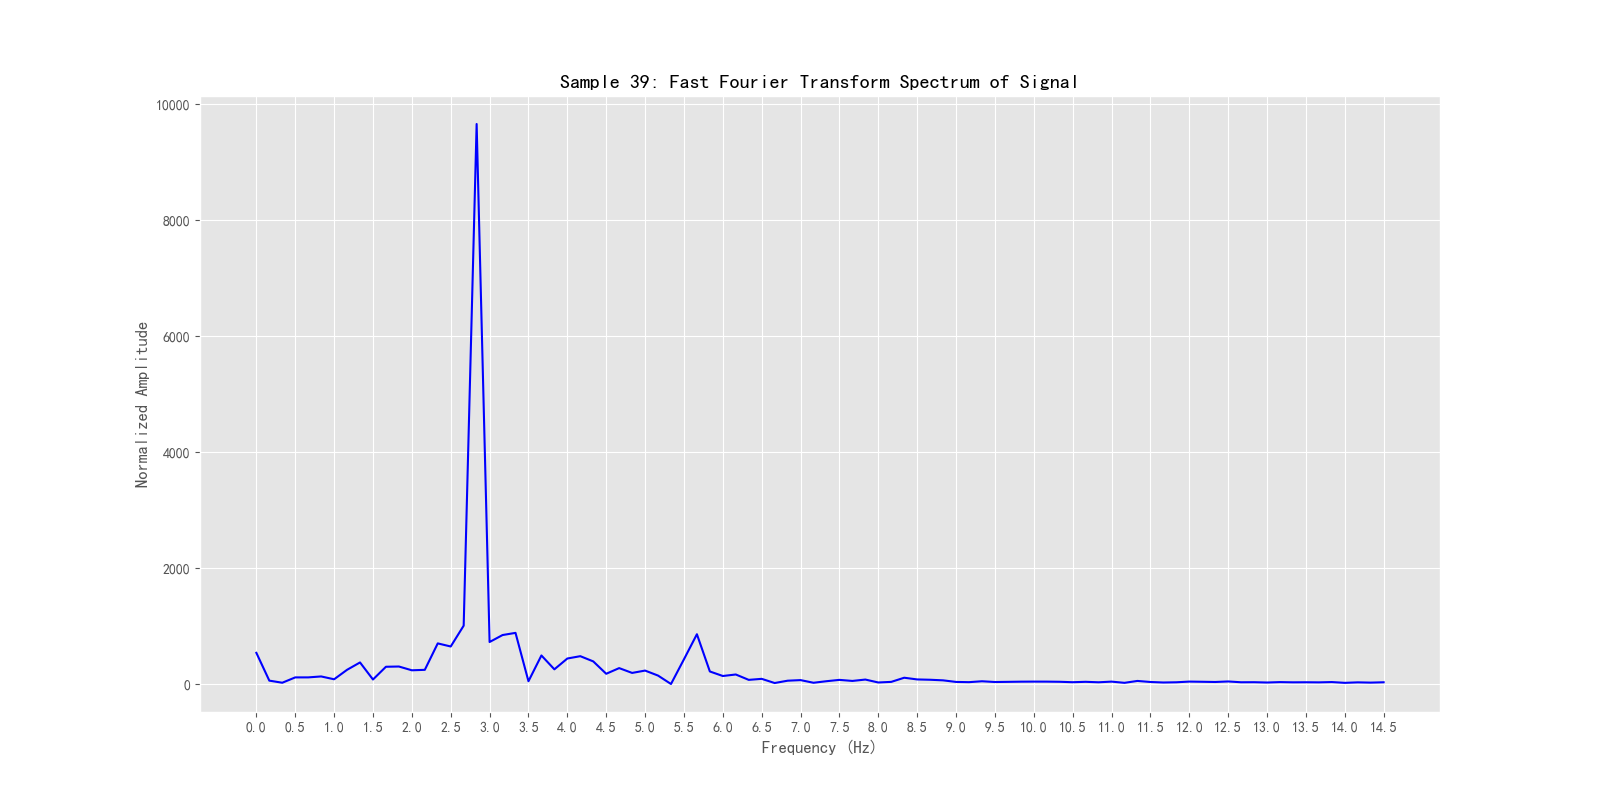 Sample 39: Fast Fourier Transform Spectrum of Signal
10000
8000
6000
4000
2000
0
Normalized Amplitude
0.0 0.5 1.0 1.5 2.0 2.5 3.0 3.5 4.0 4.5 5.0 5.5 6.0 6.5 7.0 7.5 8.0 8.5 9.0 9.5 10.0 10.5 11.0 11.5 12.0 12.5 13.0 13.5 14.0 14.5
Frequency (Hz)